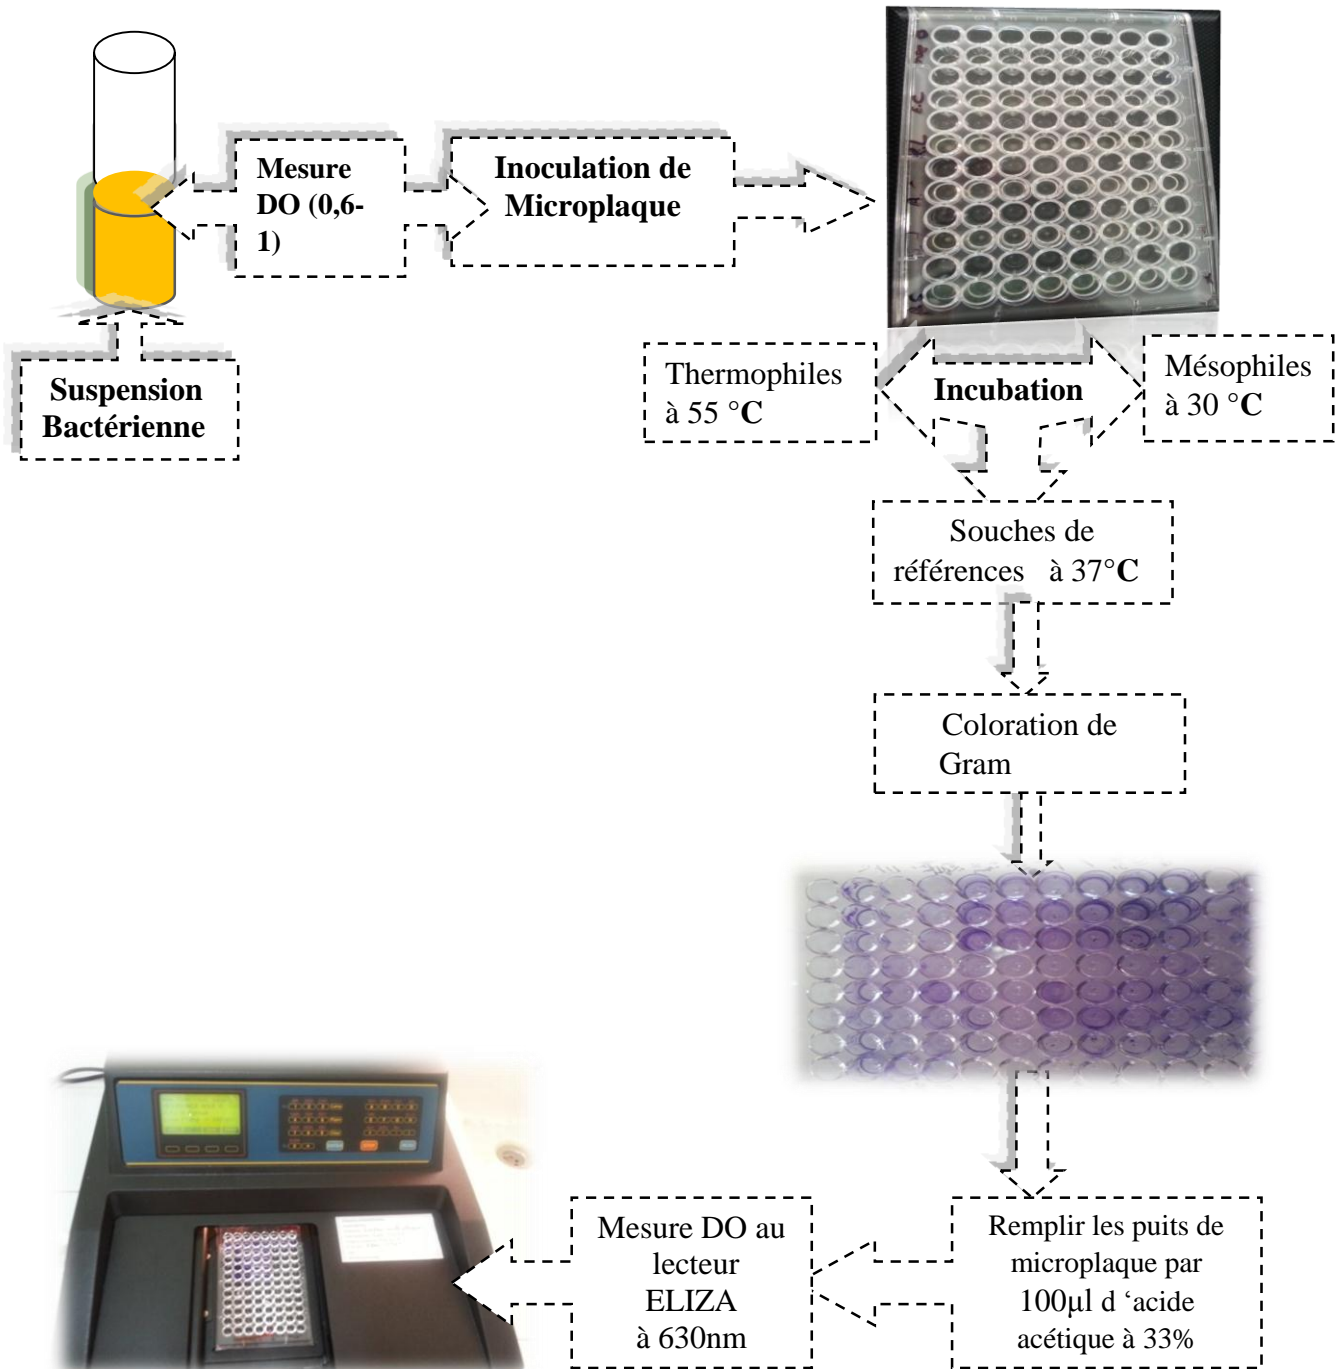 Mesure
DO (0,6-
1)
Inoculation de
Microplaque
Suspension
Bactérienne
Thermophiles
à 55 °C
Incubation
Mésophiles
à 30 °C
Souches de
références à 37°C
Coloration de
Gram
Remplir les puits de
microplaque par
100µl d ‘acide
acétique à 33%
Mesure DO au
lecteur
ELIZA
à 630nm